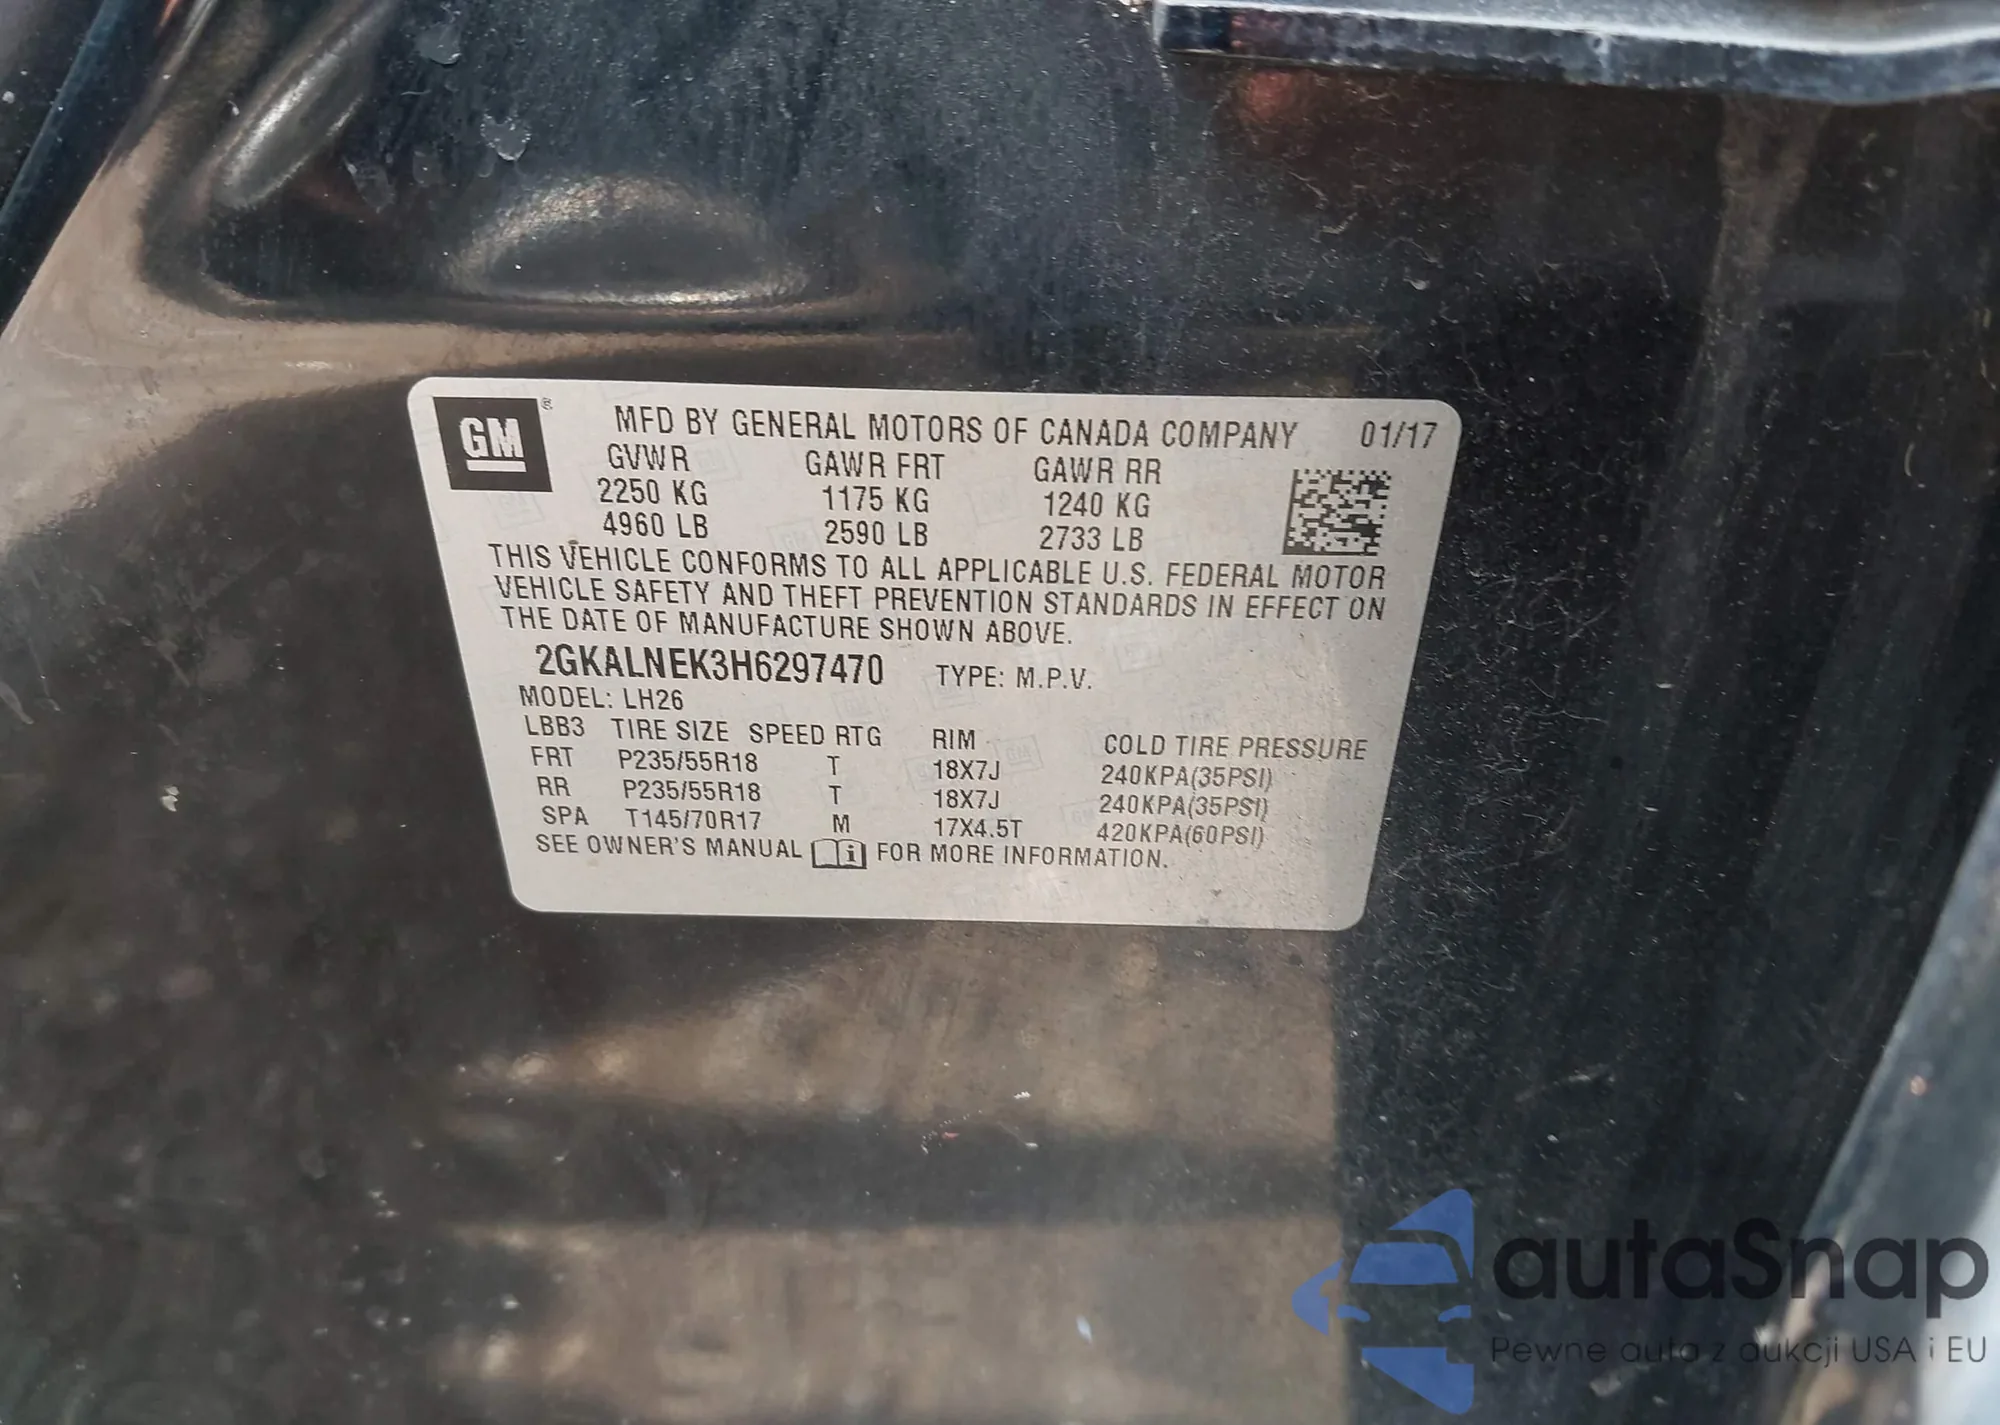 GM
MFD BY GENERAL MOTORS OF CANADA COMPANY 01/17
GVWR GAWR FRT GAWR RR
2250 KG 1175 KG 1240 KG
4960 LB 2590 LB 2733 LB
THIS VEHICLE CONFORMS TO ALL APPLICABLE U.S. FEDERAL MOTOR
VEHICLE SAFETY AND THEFT PREVENTION STANDARDS IN EFFECT ON
THE DATE OF MANUFACTURE SHOWN ABOVE.
2GKALNEK3H6297470 TYPE: M.P.V.
MODEL: LH26
LBB3 TIRE SIZE SPEED RTG RIM COLD TIRE PRESSURE
FRT P235/55R18 T 18X7J 240KPA(35PSI)
RR P235/55R18 T 18X7J 240KPA(35PSI)
SPA T145/70R17 M 17X4.5T 420KPA(60PSI)
SEE OWNER'S MANUAL FOR MORE INFORMATION.
autaSnap
Pewne auta z aukcji USA i EU